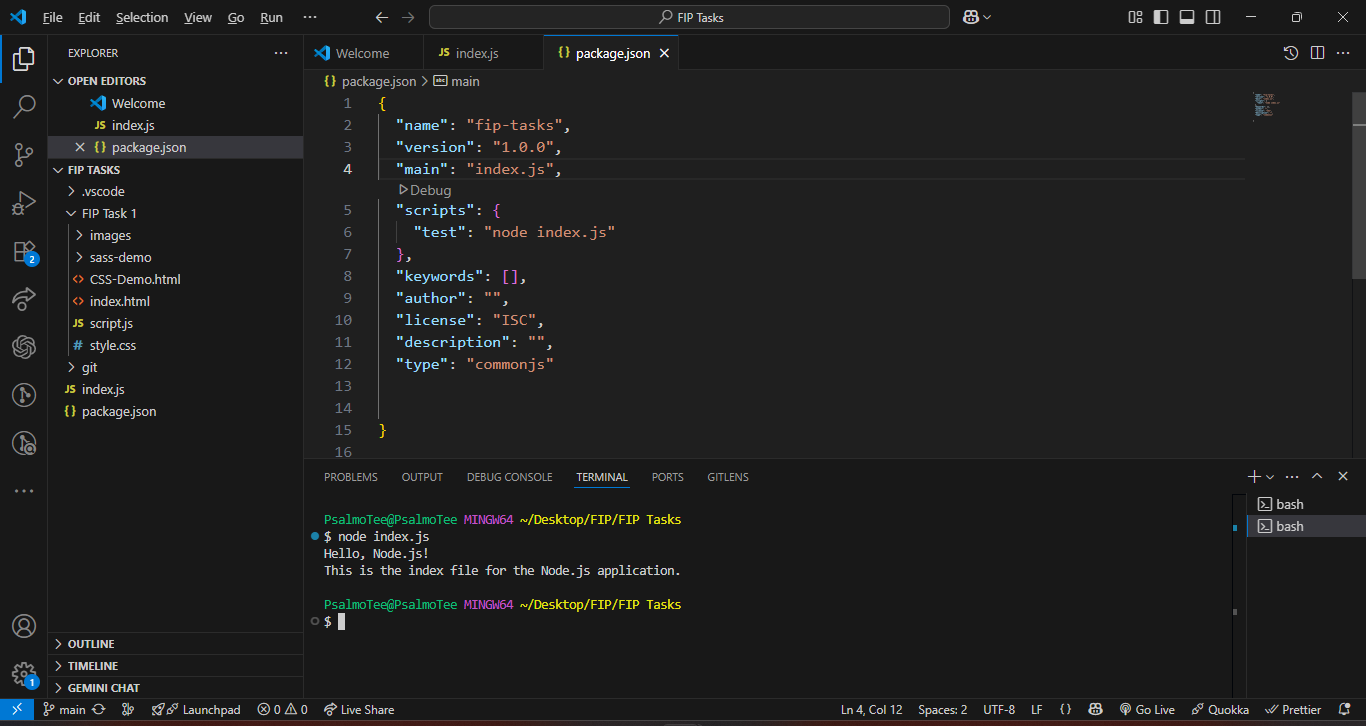 File Edit Selection View Go Run ··· FIP Tasks
EXPLORER ···
OPEN EDITORS
Welcome
JS index.js
{} package.json
FIP TASKS
.vscode
FIP Task 1
images
sass-demo
<> CSS-Demo.html
<> index.html
JS script.js
# style.css
git
JS index.js
{} package.json
OUTLINE
TIMELINE
GEMINI CHAT
2
1
Welcome JS index.js {} package.json
{} package.json > abc main
1 {
2 "name": "fip-tasks",
3 "version": "1.0.0",
4 "main": "index.js",
Debug
5 "scripts": {
6 "test": "node index.js"
7 },
8 "keywords": [],
9 "author": "",
10 "license": "ISC",
11 "description": "",
12 "type": "commonjs"
13
14
15 }
16
PROBLEMS OUTPUT DEBUG CONSOLE TERMINAL PORTS GITLENS
bash
bash
PsalmoTee@PsalmoTee MINGW64 ~/Desktop/FIP/FIP Tasks
$ node index.js
Hello, Node.js!
This is the index file for the Node.js application.
PsalmoTee@PsalmoTee MINGW64 ~/Desktop/FIP/FIP Tasks
$
main Launchpad 0 0 Live Share Ln 4, Col 12 Spaces: 2 UTF-8 LF {} Go Live Quokka Prettier